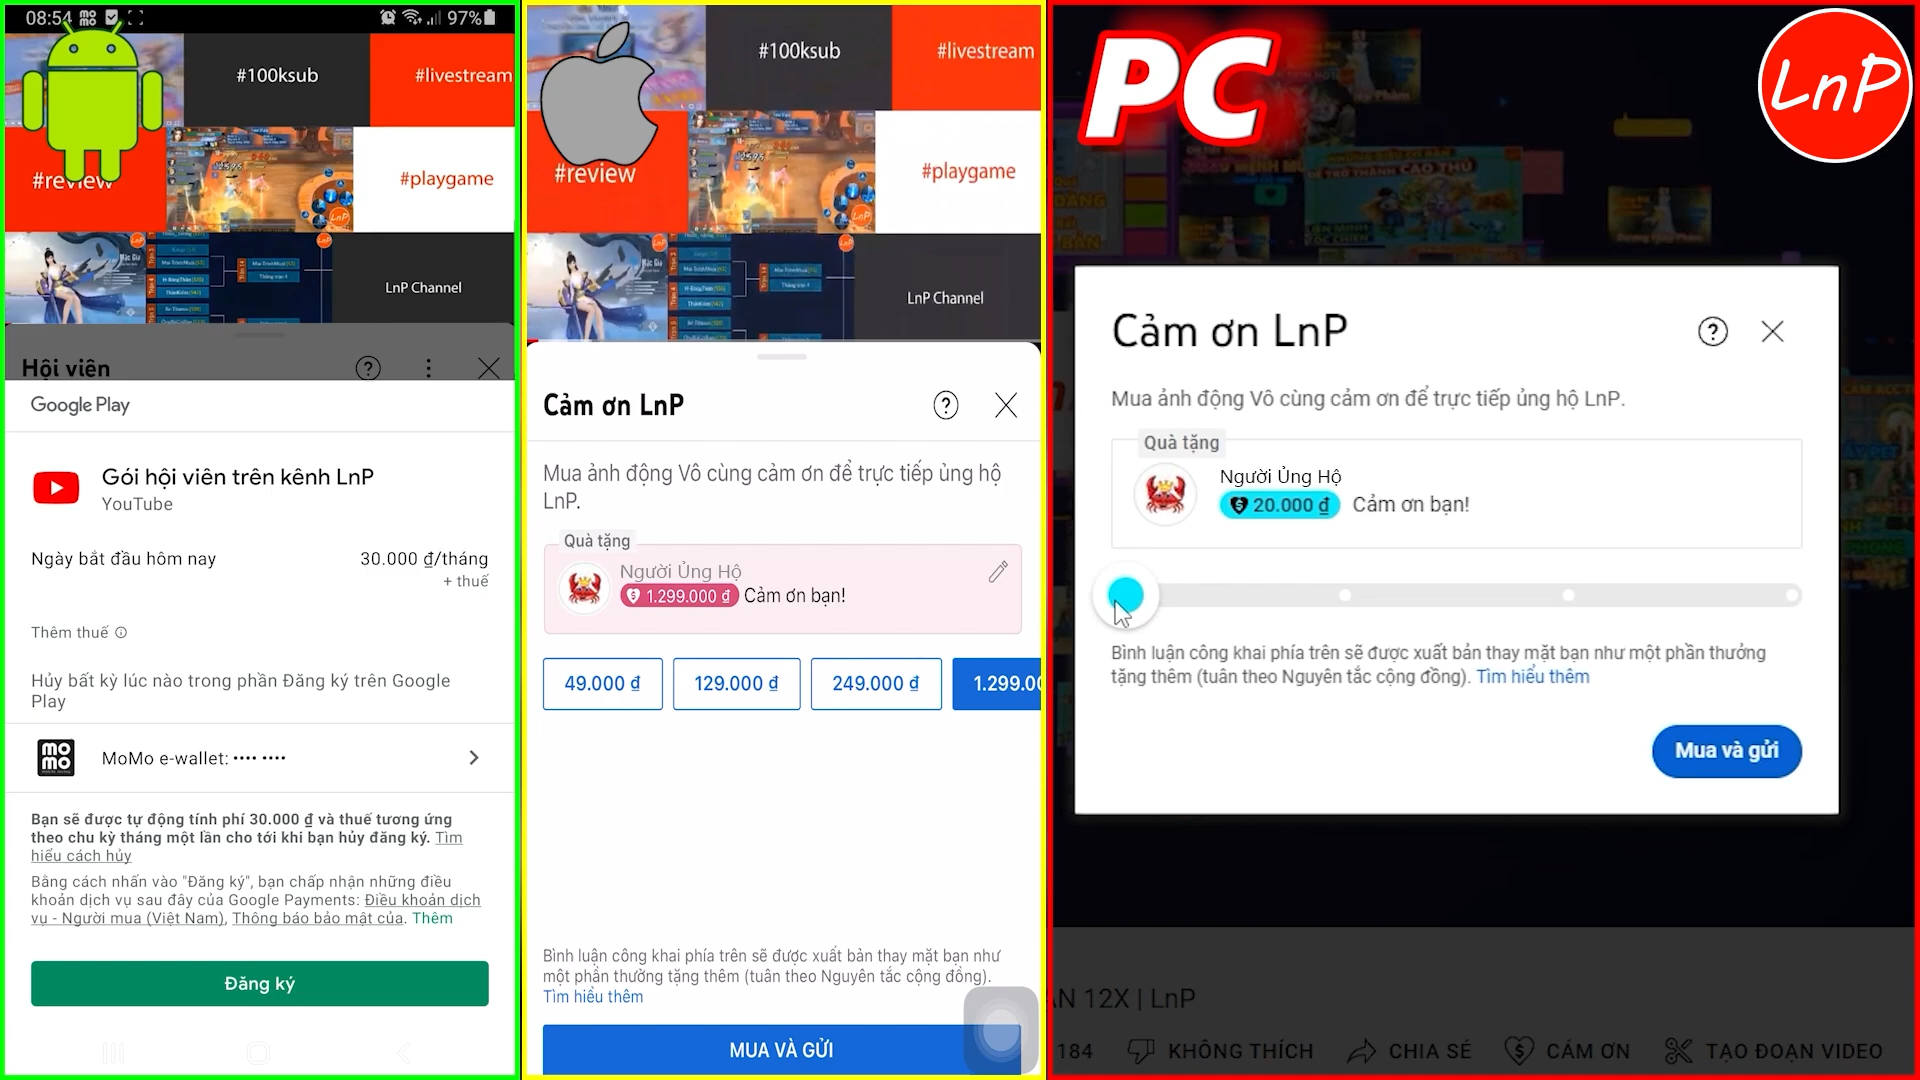 08:54
97%
#100ksub
#livestream
#review
#playgame
LnP
LnP Channel
Hội viên
Google Play
Gói hội viên trên kênh LnP
YouTube
Ngày bắt đầu hôm nay
30.000 ₫/tháng
+ thuế
Thêm thuế
Hủy bất kỳ lúc nào trong phần Đăng ký trên Google
Play
MoMo e-wallet: •••• ••••
Bạn sẽ được tự động tính phí 30.000 ₫ và thuế tương ứng
theo chu kỳ tháng một lần cho tới khi bạn hủy đăng ký. Tìm
hiểu cách hủy
Bằng cách nhấn vào "Đăng ký", bạn chấp nhận những điều
khoản dịch vụ sau đây của Google Payments: Điều khoản dịch
vụ - Người mua (Việt Nam), Thông báo bảo mật của. Thêm
Đăng ký
#100ksub
#livestream
#review
#playgame
LnP
LnP Channel
Cảm ơn LnP
Mua ảnh động Vô cùng cảm ơn để trực tiếp ủng hộ
LnP.
Quà tặng
Người Ủng Hộ
1.299.000 ₫ Cảm ơn bạn!
49.000 ₫
129.000 ₫
249.000 ₫
1.299.00
Bình luận công khai phía trên sẽ được xuất bản thay mặt bạn như
một phần thưởng tặng thêm (tuân theo Nguyên tắc cộng đồng).
Tìm hiểu thêm
MUA VÀ GỬI
PC
LnP
ĐỂ TRỞ THÀNH CAO THỦ
Cảm ơn LnP
Mua ảnh động Vô cùng cảm ơn để trực tiếp ủng hộ LnP.
Quà tặng
Người Ủng Hộ
20.000 ₫ Cảm ơn bạn!
Bình luận công khai phía trên sẽ được xuất bản thay mặt bạn như một phần thưởng
tặng thêm (tuân theo Nguyên tắc cộng đồng). Tìm hiểu thêm
Mua và gửi
12X | LnP
184
KHÔNG THÍCH
CHIA SẺ
CẢM ƠN
TẠO ĐOẠN VIDEO